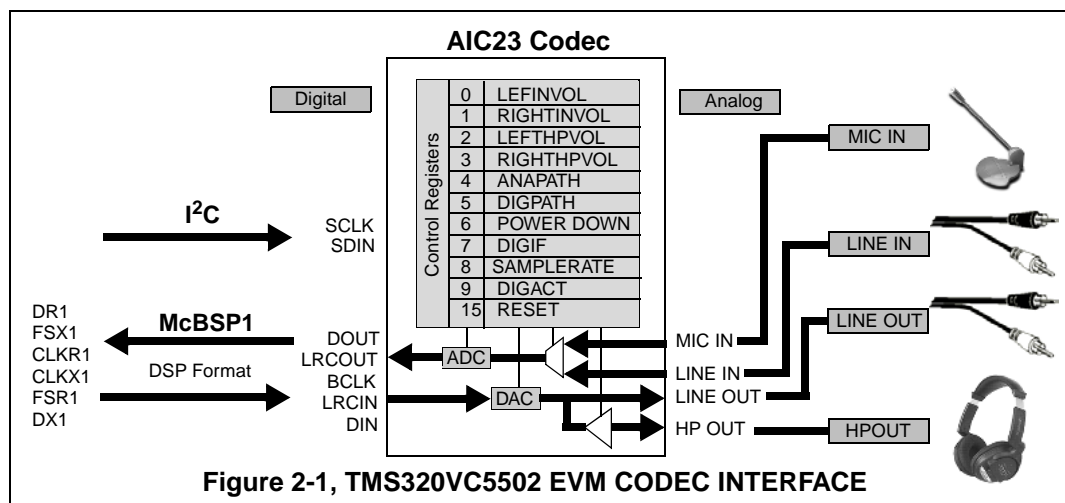 AIC23 Codec
Digital
Analog
Control Registers
0 LEFINVOL
1 RIGHTINVOL
2 LEFTHPVOL
3 RIGHTHPVOL
4 ANAPATH
5 DIGPATH
6 POWER DOWN
7 DIGIF
8 SAMPLERATE
9 DIGACT
15 RESET
I²C
SCLK
SDIN
DR1
FSX1
CLKR1
CLKX1
FSR1
DX1
McBSP1
DSP Format
DOUT
LRCOUT
BCLK
LRCIN
DIN
ADC
DAC
MIC IN
LINE IN
LINE OUT
HP OUT
MIC IN
LINE IN
LINE OUT
HPOUT
Figure 2-1, TMS320VC5502 EVM CODEC INTERFACE